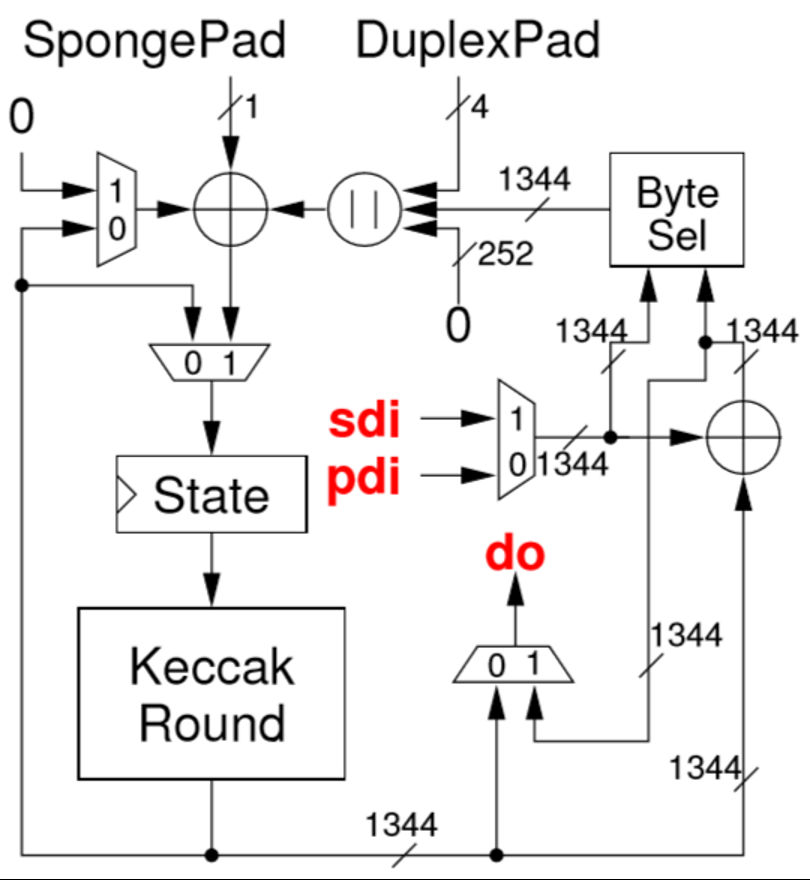 SpongePad
DuplexPad
0
1
4
1
0
1344
252
0
Byte
Sel
1344
1344
0 1
sdi
pdi
1
0
1344
State
do
0 1
1344
Keccak
Round
1344
1344